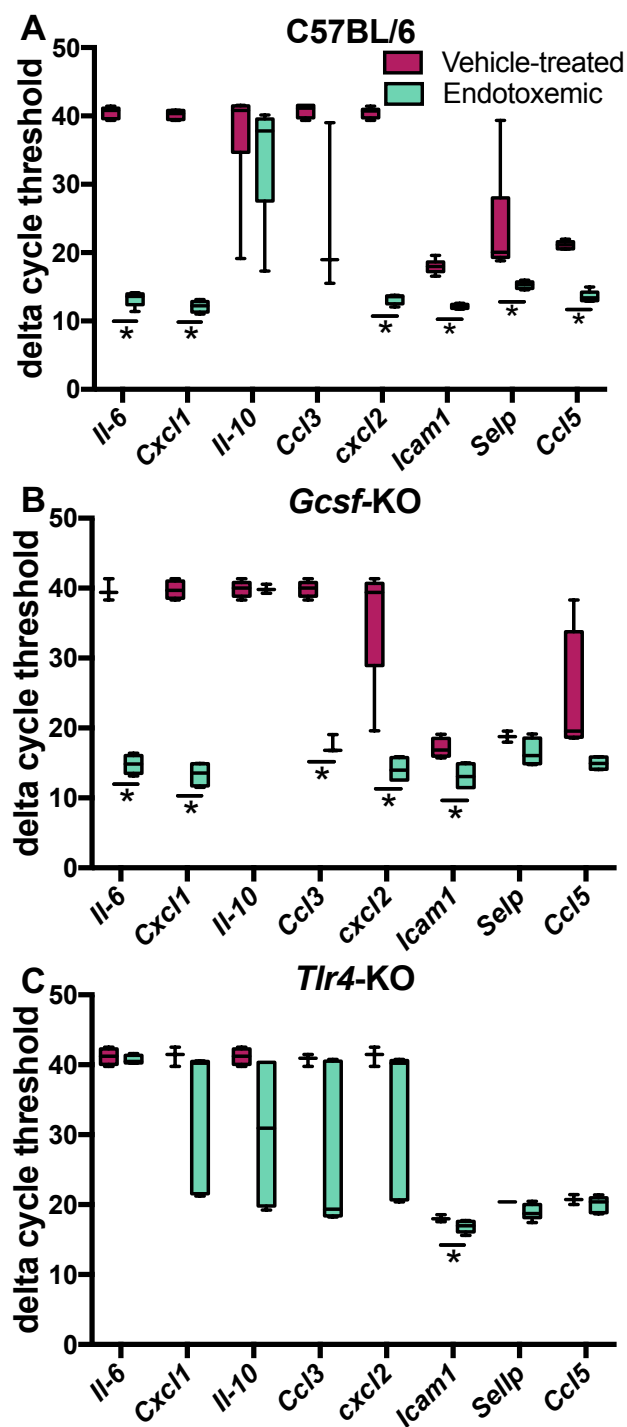 A
C57BL/6
Vehicle-treated
Endotoxemic
delta cycle threshold
50
40
30
20
10
0
* * * * * *
Il-6 Cxcl1 Il-10 Ccl3 cxcl2 Icam1 Selp Ccl5
B
Gcsf-KO
delta cycle threshold
50
40
30
20
10
0
* * * * *
Il-6 Cxcl1 Il-10 Ccl3 cxcl2 Icam1 Selp Ccl5
C
Tlr4-KO
delta cycle threshold
50
40
30
20
10
0
*
Il-6 Cxcl1 Il-10 Ccl3 cxcl2 Icam1 Sellp Ccl5